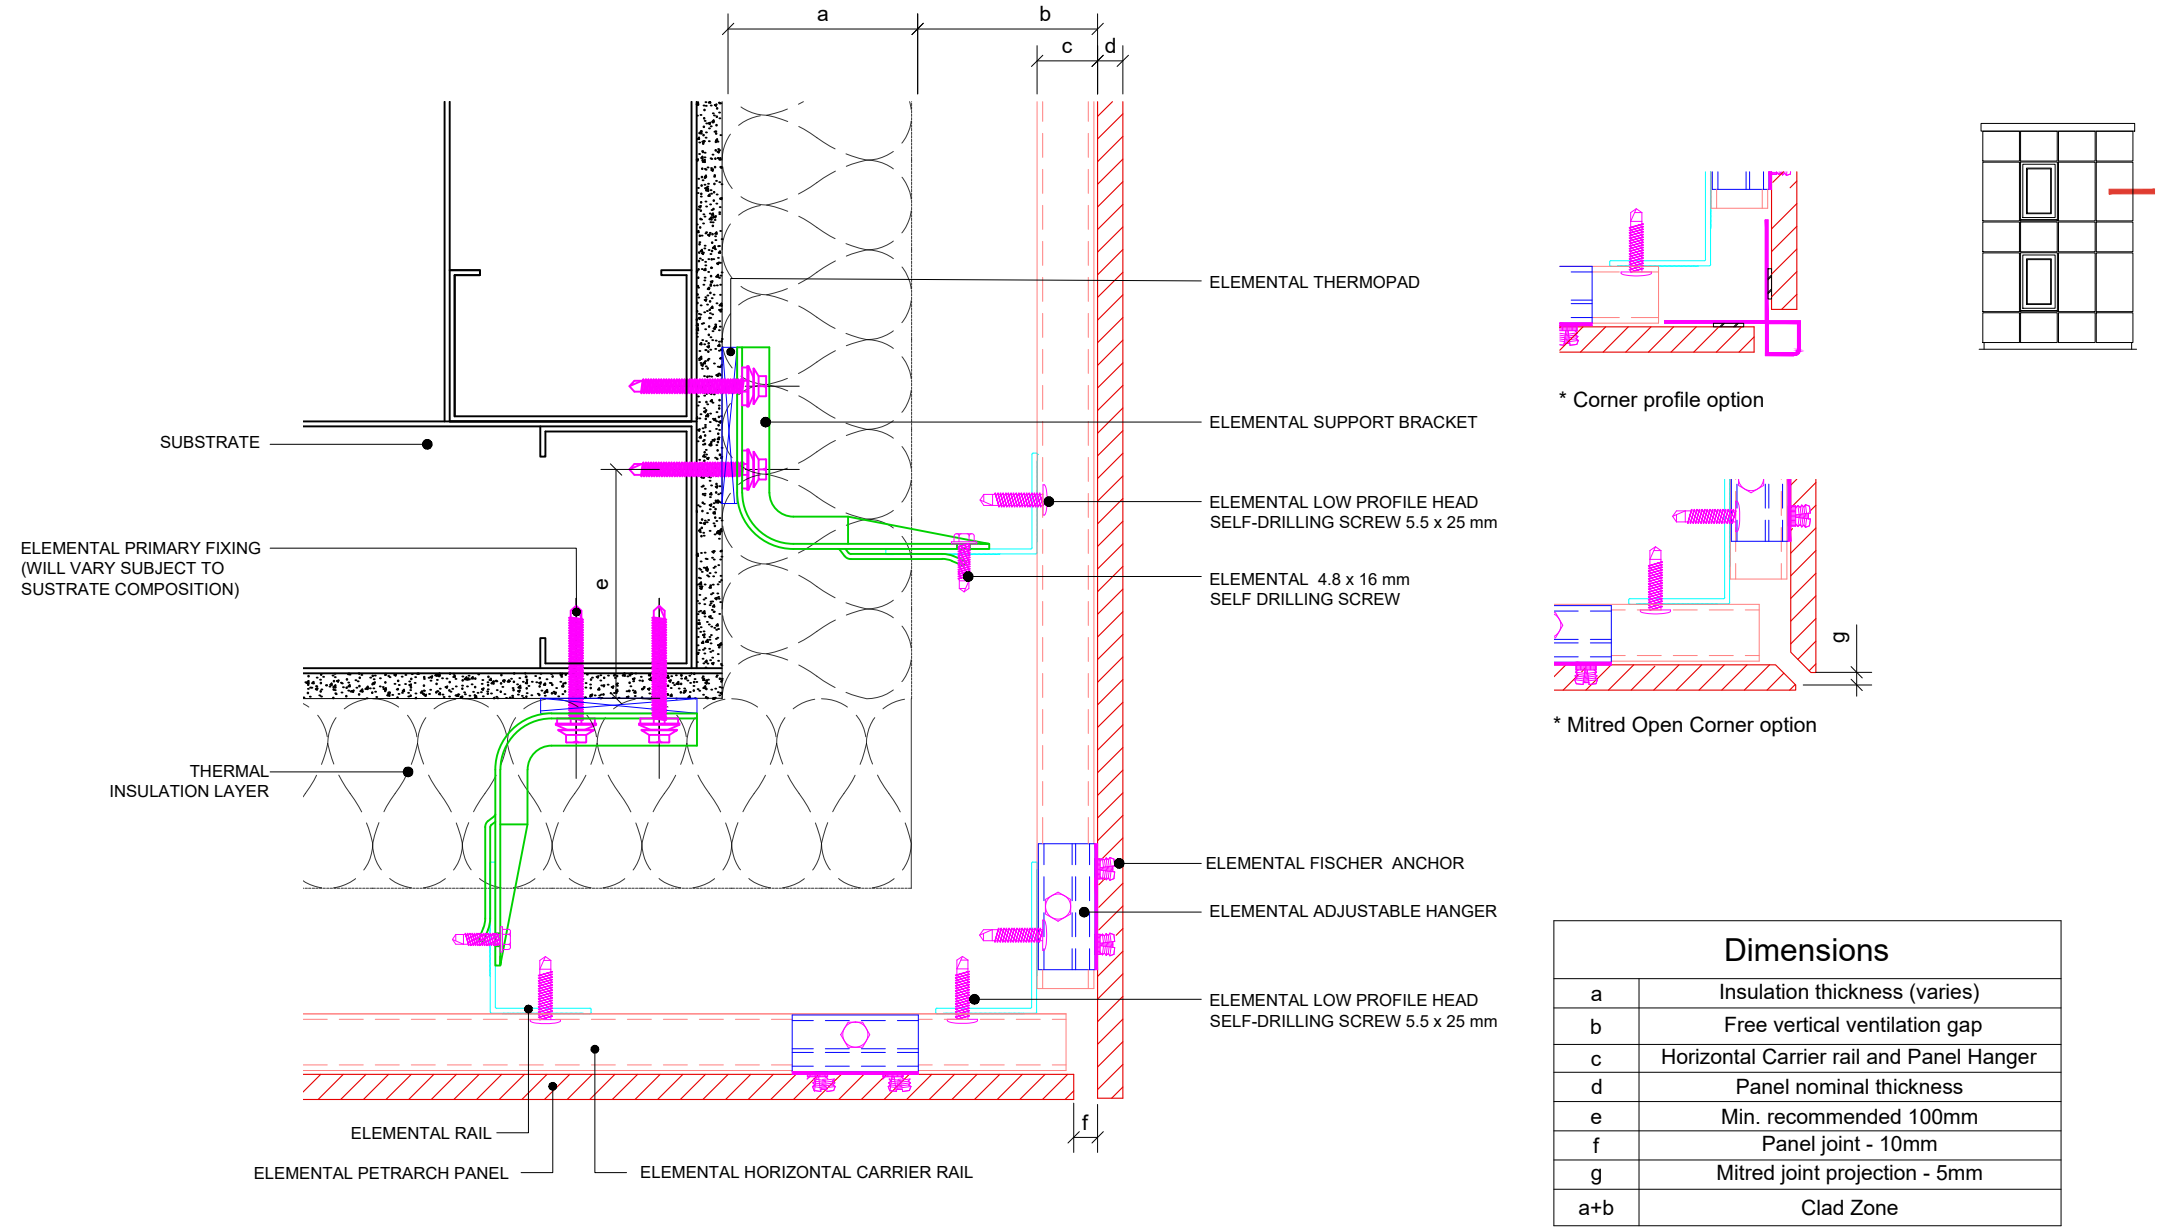 a
b
c
d
ELEMENTAL THERMOPAD
ELEMENTAL SUPPORT BRACKET
SUBSTRATE
ELEMENTAL LOW PROFILE HEAD
SELF-DRILLING SCREW 5.5 x 25 mm
ELEMENTAL PRIMARY FIXING
(WILL VARY SUBJECT TO
SUSTRATE COMPOSITION)
e
ELEMENTAL 4.8 x 16 mm
SELF DRILLING SCREW
THERMAL
INSULATION LAYER
ELEMENTAL FISCHER ANCHOR
ELEMENTAL ADJUSTABLE HANGER
ELEMENTAL LOW PROFILE HEAD
SELF-DRILLING SCREW 5.5 x 25 mm
f
ELEMENTAL RAIL
ELEMENTAL PETRARCH PANEL
ELEMENTAL HORIZONTAL CARRIER RAIL
* Corner profile option
g
* Mitred Open Corner option
Dimensions
a Insulation thickness (varies)
b Free vertical ventilation gap
c Horizontal Carrier rail and Panel Hanger
d Panel nominal thickness
e Min. recommended 100mm
f Panel joint - 10mm
g Mitred joint projection - 5mm
a+b Clad Zone